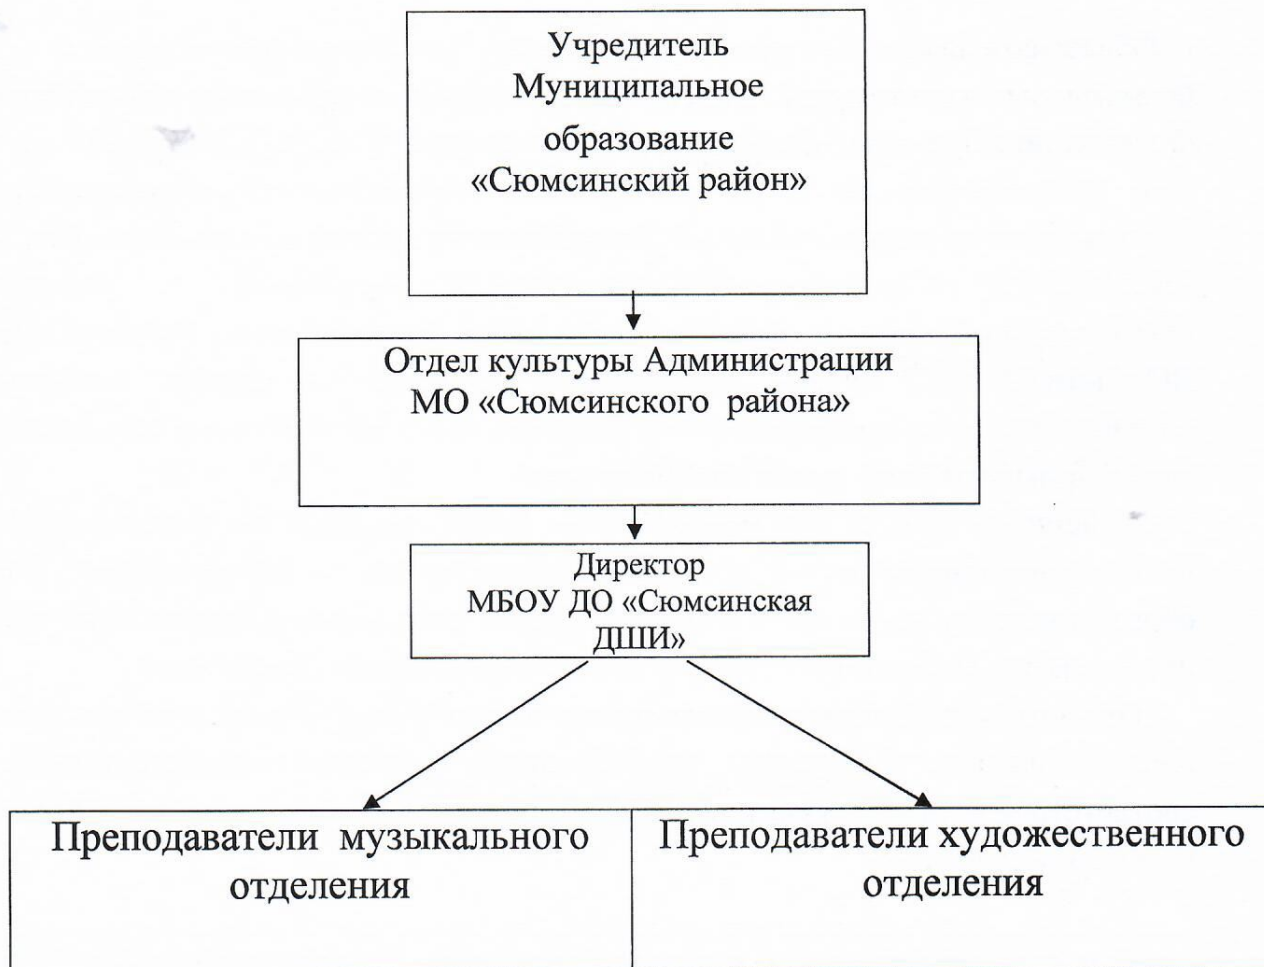 Учредитель
Муниципальное
образование
«Сюмсинский район»
Отдел культуры Администрации
МО «Сюмсинского  района»
Директор
МБОУ ДО «Сюмсинская
ДШИ»
Преподаватели  музыкального
отделения
Преподаватели художественного
отделения